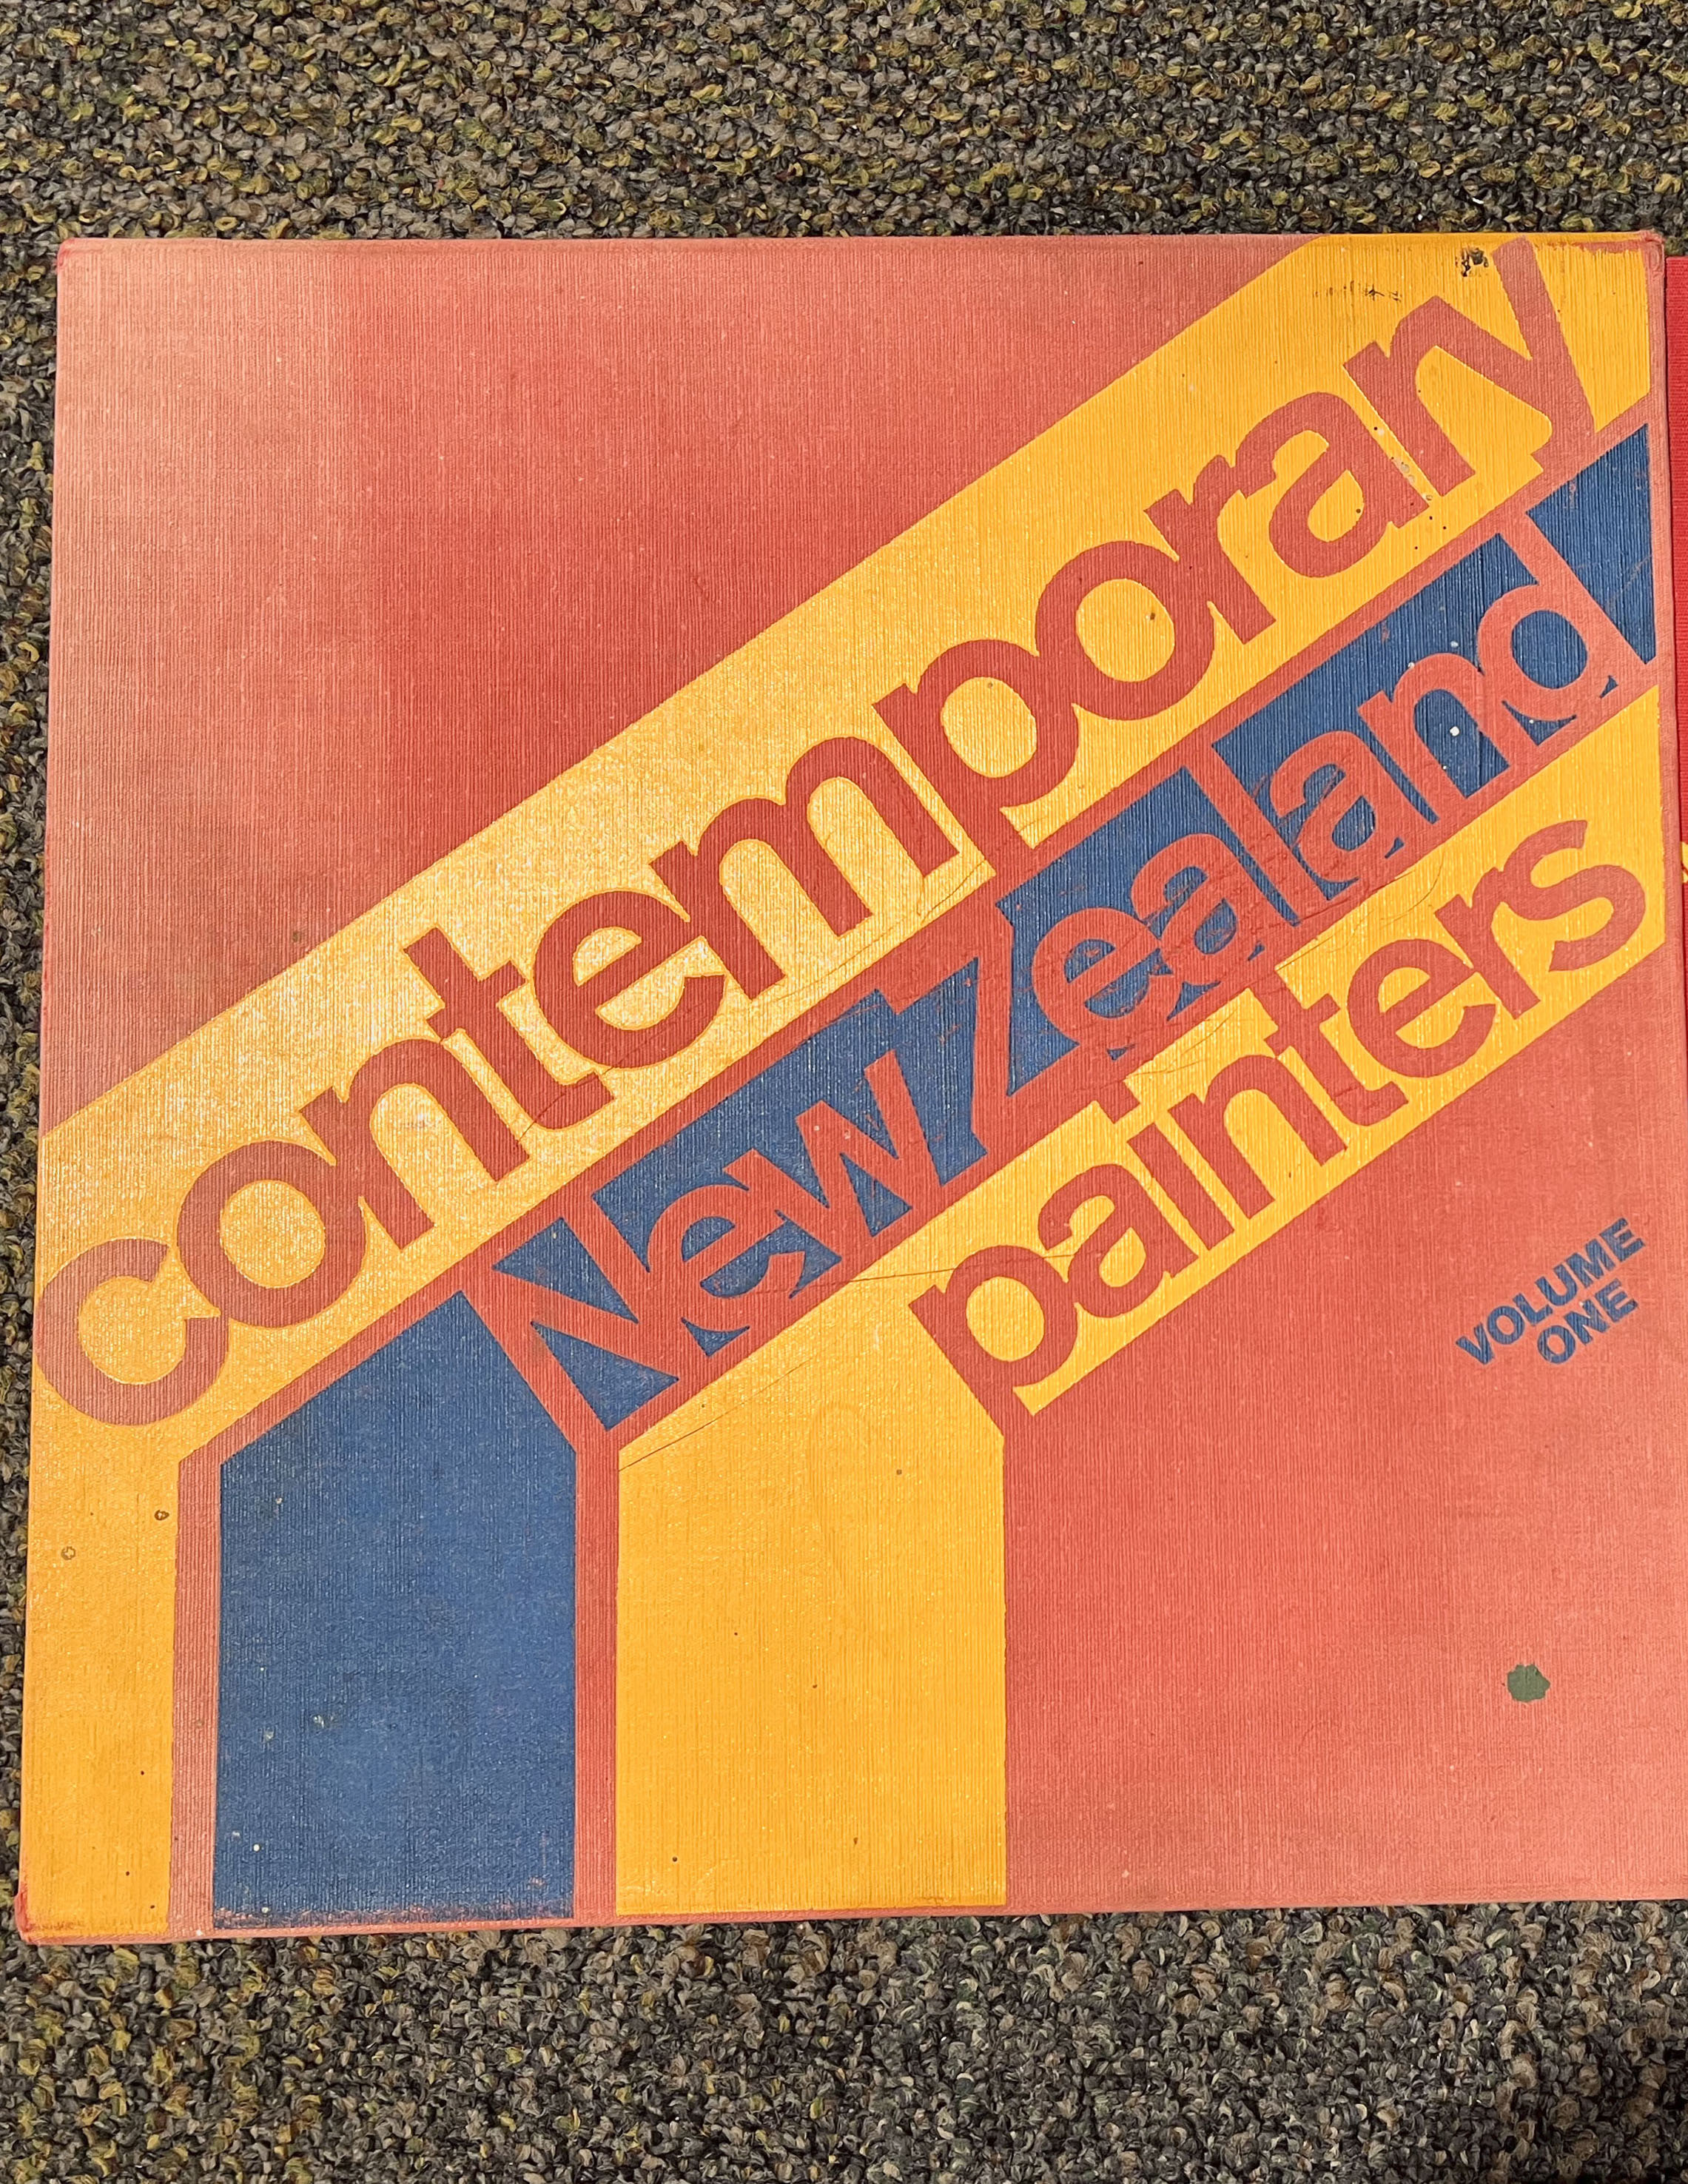 contemporary
New Zealand
painters
VOLUME
ONE